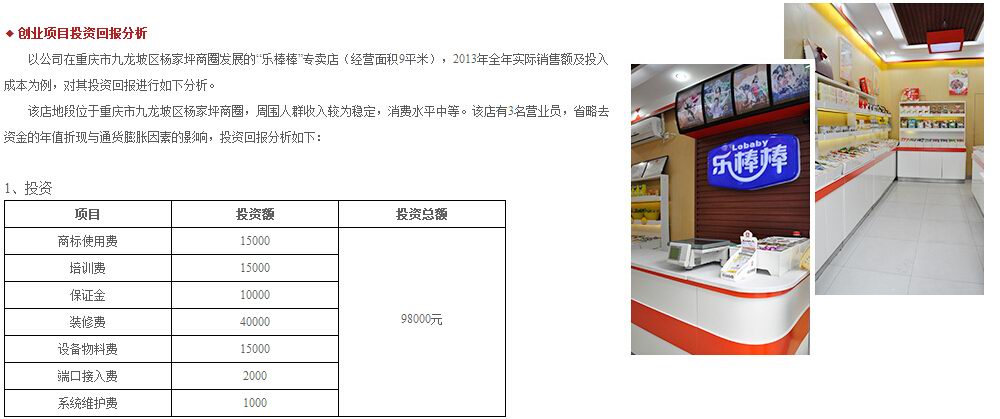 创业项目投资回报分析
以公司在重庆市九龙坡区杨家坪商圈发展的“乐棒棒”专卖店（经营面积9平米），2013年全年实际销售额及投入
成本为例，对其投资回报进行如下分析。
该店地段位于重庆市九龙坡区杨家坪商圈，周围人群收入较为稳定，消费水平中等。该店有3名营业员，省略去
资金的年值折现与通货膨胀因素的影响，投资回报分析如下：
1、投资
项目 投资额 投资总额
商标使用费 15000
培训费 15000
保证金 10000
装修费 40000 98000元
设备物料费 15000
端口接入费 2000
系统维护费 1000
Lobaby
乐棒棒